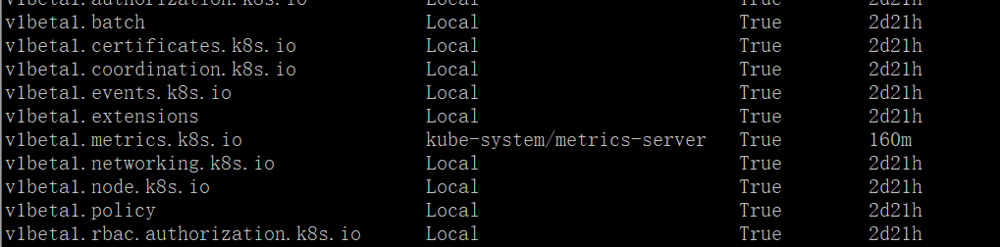 v1beta1.authorization.k8s.io Local True 2d21h
v1beta1.batch Local True 2d21h
v1beta1.certificates.k8s.io Local True 2d21h
v1beta1.coordination.k8s.io Local True 2d21h
v1beta1.events.k8s.io Local True 2d21h
v1beta1.extensions Local True 2d21h
v1beta1.metrics.k8s.io kube-system/metrics-server True 160m
v1beta1.networking.k8s.io Local True 2d21h
v1beta1.node.k8s.io Local True 2d21h
v1beta1.policy Local True 2d21h
v1beta1.rbac.authorization.k8s.io Local True 2d21h